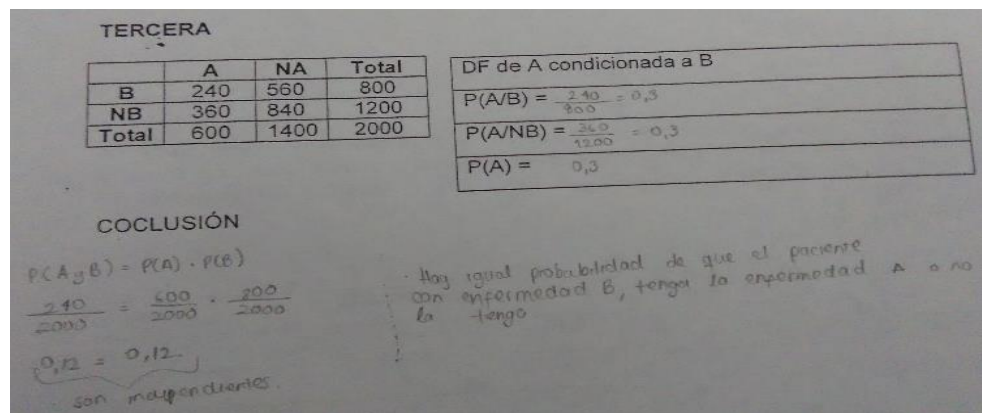 TERCERA
A NA Total
B 240 560 800
NB 360 840 1200
Total 600 1400 2000
DF de A condicionada a B
P(A/B) = 240/800 = 0,3
P(A/NB) = 360/1200 = 0,3
P(A) = 0,3
COCLUSIÓN
P(A y B) = P(A) . P(B)
240/2000 = 600/2000 . 800/2000
0,12 = 0,12.
son independientes.
. Hay igual probabilidad de que el paciente
con enfermedad B, tenga la enfermedad A o no
la tenga